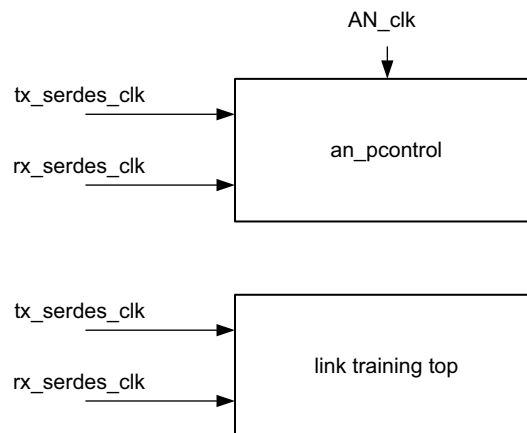 AN_clk
tx_serdes_clk
an_pcontrol
rx_serdes_clk
tx_serdes_clk
link training top
rx_serdes_clk